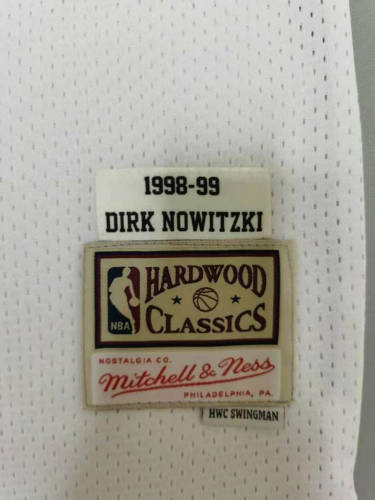 1998-99
DIRK NOWITZKI
HARDWOOD
CLASSICS
NBA
NOSTALGIA CO.
Mitchell & Ness
PHILADELPHIA, PA.
HWC SWINGMAN